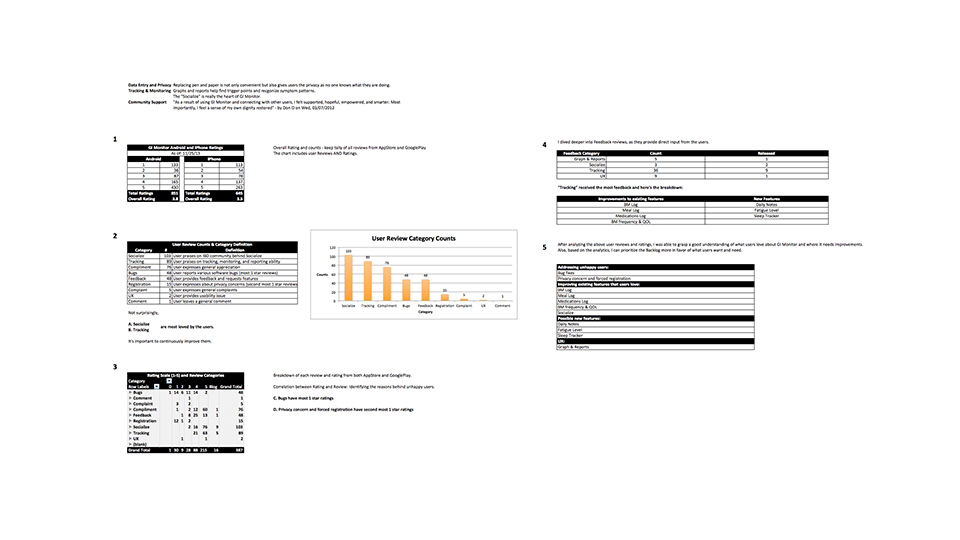 Data Entry and Privacy Replacing pen and paper is not only convenient but also gives users the privacy as no one knows what they are doing.
Tracking & Monitoring Graphs and reports help find trigger points and recognize symptom patterns.
The "Socialize" is really the heart of GI Monitor.
Community Support "As a result of using GI Monitor and connecting with other users, I felt supported, hopeful, empowered, and smarter. Most
importantly, I feel a sense of my own dignity restored" - by Don D on Wed, 01/07/2012
1
GI Monitor Android and iPhone Ratings
As of 11/25/13
Android iPhone
1 133 1 113
2 36 2 54
3 87 3 78
4 165 4 137
5 430 5 263
Total Ratings 851 645
Overall Rating 3.8 3.5
Overall Rating and counts - keep tally of all reviews from AppStore and GooglePlay
The chart includes user Reviews AND Ratings.
2
User Review Counts & Category Definition
Category # Definition
Socialize 103 User praises on IBD community behind Socialize
Tracking 89 User praises on tracking, monitoring, and reporting ability
Compliment 76 User expresses general appreciation
Bugs 48 User reports various software bugs (most 1 star reviews)
Feedback 48 User provides feedback and requests features
Registration 15 User expresses about privacy concerns (second most 1 star reviews
Complaint 5 User expresses general complaints
UX 2 User provides usability issue
Comment 1 User leaves a general comment
Not surprisingly,
A. Socialize
B. Tracking
are most loved by the users.
It's important to continuously improve them.
User Review Category Counts
Counts
120
100
80
60
40
20
0
103 89 76 48 48 15 5 2 1
Socialize Tracking Compliment Bugs Feedback Registration Complaint UX Comment
Category
3
Rating Scale (1-5) and Review Categories
Category
Row Labels 0 1 2 3 4 5 Blog Grand Total
Bugs 1 14 6 11 14 2 48
Comment 1 1
Complaint 3 2 5
Compliment 1 2 12 60 1 76
Feedback 1 8 25 13 1 48
Registration 12 1 2 15
Socialize 2 16 76 9 103
Tracking 21 63 5 89
UX 1 1 2
(blank)
Grand Total 1 30 9 28 88 215 16 387
Breakdown of each review and rating from both AppStore and GooglePlay.
Correlation between Rating and Review: Identifying the reasons behind unhappy users.
C. Bugs have most 1 star ratings
D. Privacy concern and forced registration have second most 1 star ratings
4
I dived deeper into Feedback reviews, as they provide direct input from the users.
Feedback Category Count Released
Graph & Reports 5 1
Socialize 3 2
Tracking 36 9
UX 9 1
"Tracking" received the most feedback and here's the breakdown:
Improvements to existing features New Features
BM Log Daily Notes
Meal Log Fatigue Level
Medications Log Sleep Tracker
BM Frequency & QOL
5
After analyzing the above user reviews and ratings, I was able to grasp a good understanding of what users love about GI Monitor and where it needs improvements.
Also, based on the analytics, I can prioritize the Backlog more in favor of what users want and need.
Addressing unhappy users:
Bug fixes
Privacy concern and forced registration
Improving existing features that users love:
BM Log
Meal Log
Medications Log
BM Frequency & QOL
Socialize
Possible new features:
Daily Notes
Fatigue Level
Sleep Tracker
UX:
Graph & Reports